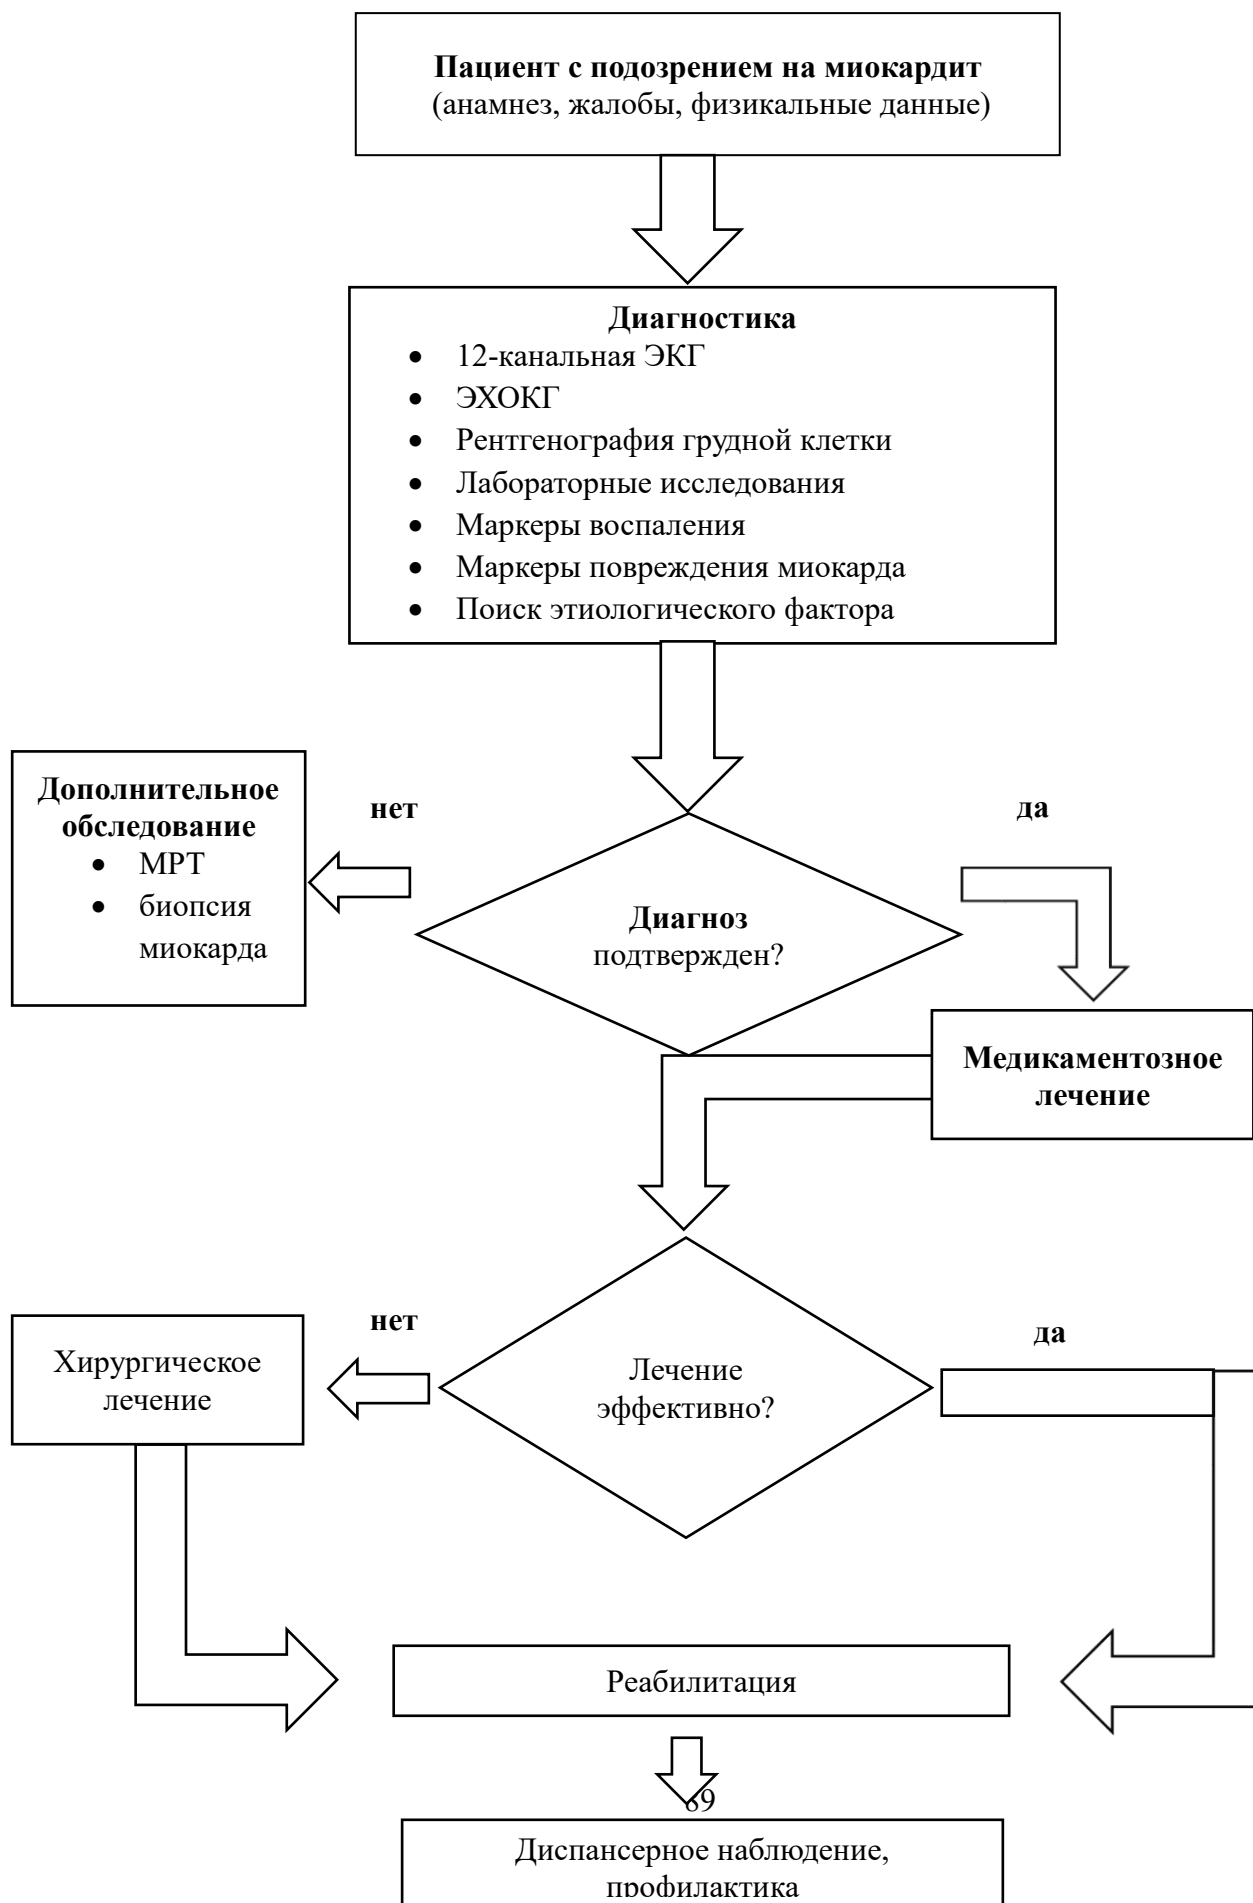 Пациент с подозрением на миокардит
(анамнез, жалобы, физикальные данные)
Диагностика
• 12-канальная ЭКГ
• ЭХОКГ
• Рентгенография грудной клетки
• Лабораторные исследования
• Маркеры воспаления
• Маркеры повреждения миокарда
• Поиск этиологического фактора
Дополнительное
обследование
• МРТ
• биопсия
миокарда
нет
да
Диагноз
подтвержден?
Медикаментозное
лечение
нет
да
Хирургическое
лечение
Лечение
эффективно?
Реабилитация
69
Диспансерное наблюдение,
профилактика